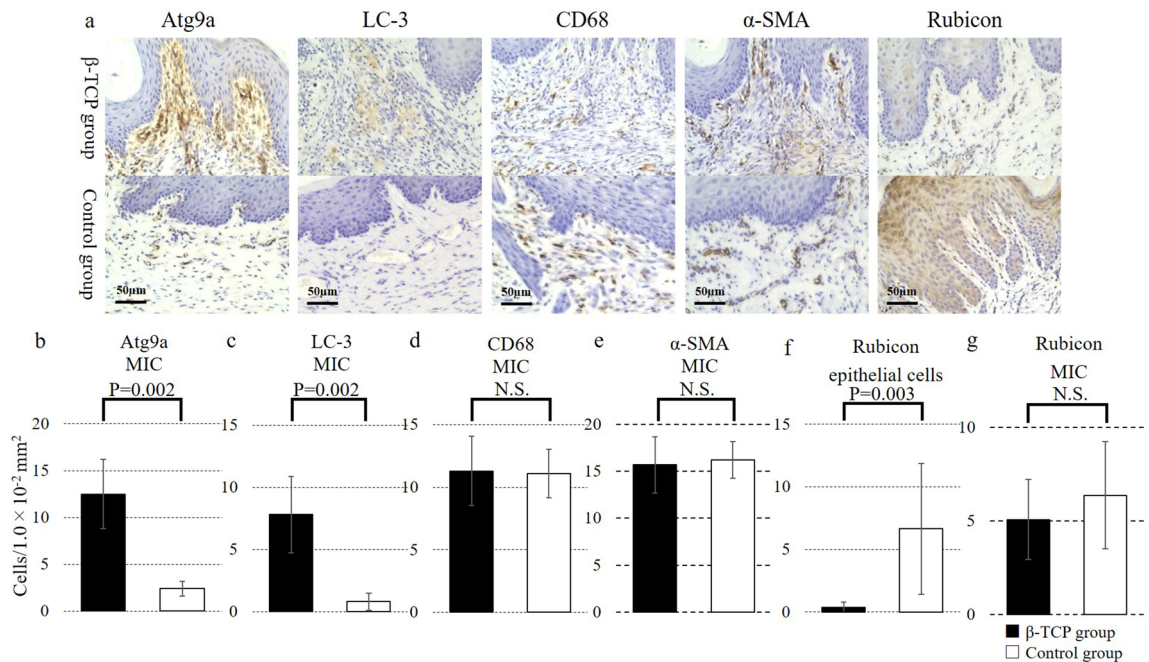 a
Atg9a
LC-3
CD68
α-SMA
Rubicon
β-TCP group
Control group
50μm
50μm
50μm
50μm
50μm
b
Atg9a
MIC
P=0.002
c
LC-3
MIC
P=0.002
d
CD68
MIC
N.S.
e
α-SMA
MIC
N.S.
f
Rubicon
epithelial cells
P=0.003
g
Rubicon
MIC
N.S.
Cells/1.0 × 10⁻² mm²
20
15
10
5
0
15
10
5
0
15
10
5
0
20
15
10
5
0
15
10
5
0
10
5
0
β-TCP group
Control group